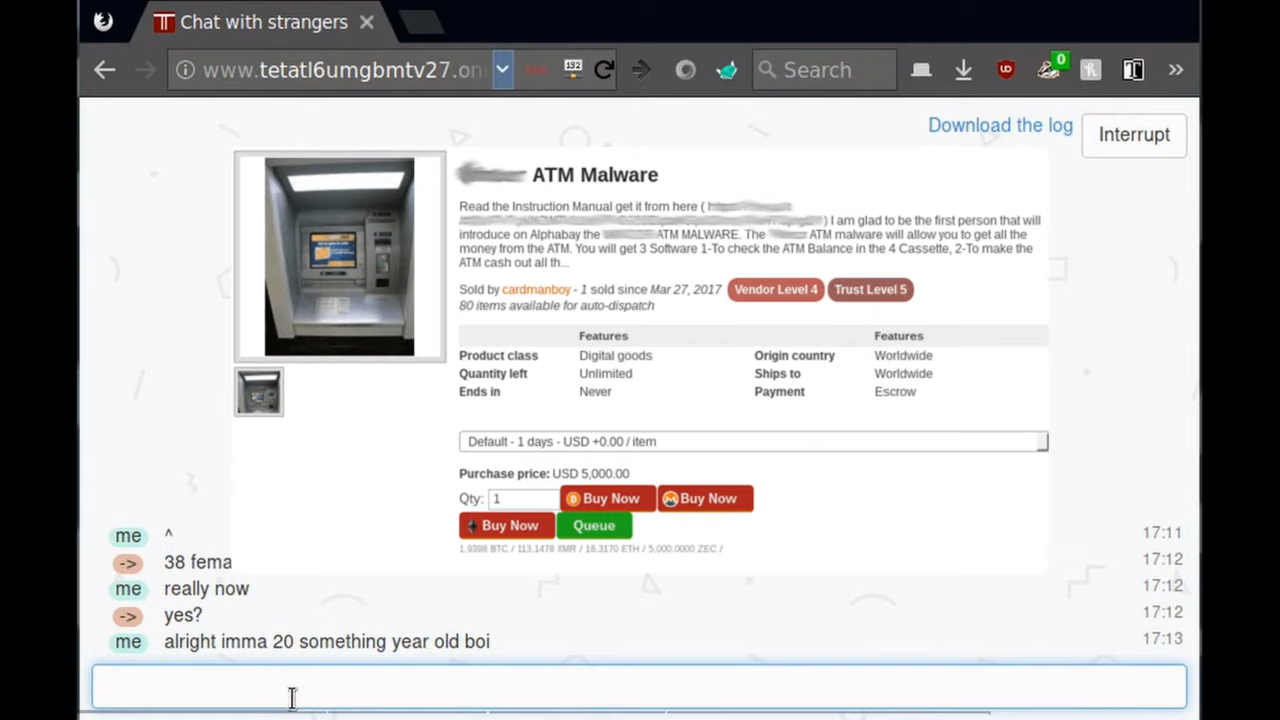 Chat with strangers
www.tetatl6umgbmtv27.on
192
Search
0
Download the log
Interrupt
ATM Malware
Read the Instruction Manual get it from here (
) I am glad to be the first person that will
introduce on Alphabay the ATM MALWARE. The ATM malware will allow you to get all the
money from the ATM. You will get 3 Software 1-To check the ATM Balance in the 4 Cassette, 2-To make the
ATM cash out all th...
Sold by cardmanboy - 1 sold since Mar 27, 2017 Vendor Level 4 Trust Level 5
80 items available for auto-dispatch
Features Features
Product class Digital goods Origin country Worldwide
Quantity left Unlimited Ships to Worldwide
Ends in Never Payment Escrow
Default - 1 days - USD +0.00 / item
Purchase price: USD 5,000.00
Qty: 1 Buy Now Buy Now
Buy Now Queue
1.9398 BTC / 113.1478 XMR / 18.3170 ETH / 5,000.0000 ZEC /
me ^ 17:11
-> 38 fema 17:12
me really now 17:12
-> yes? 17:12
me alright imma 20 something year old boi 17:13